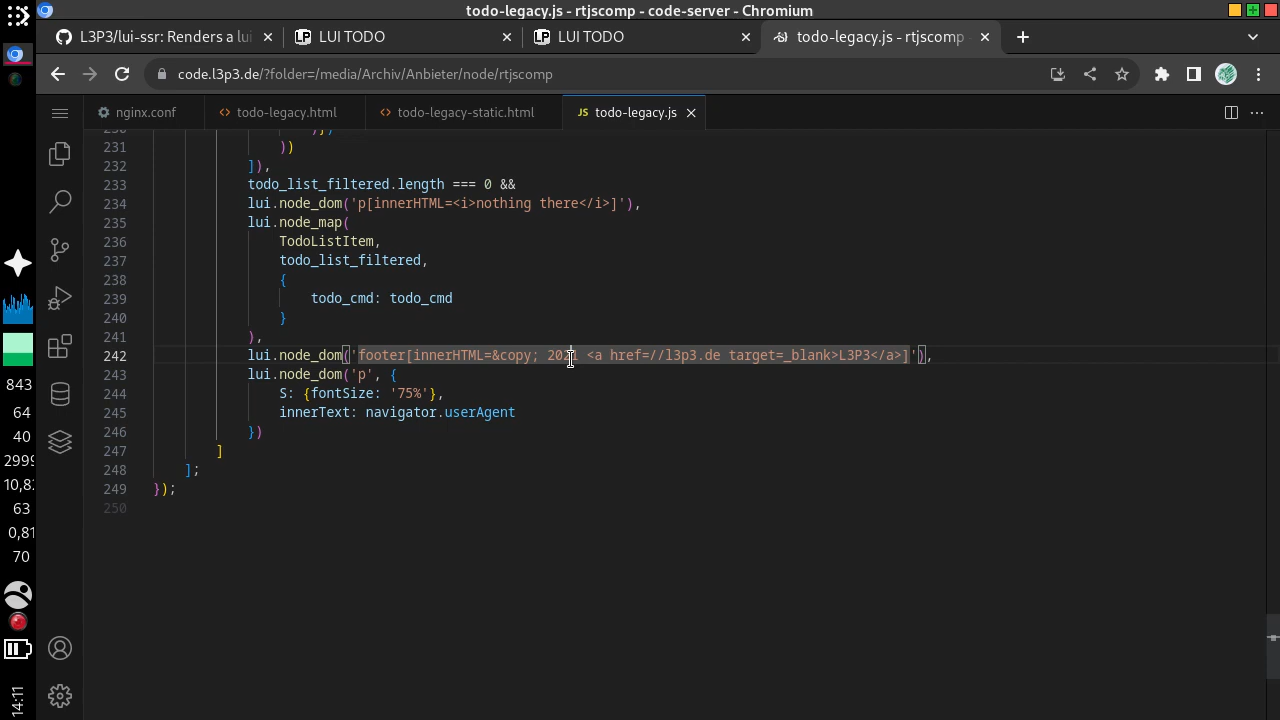 todo-legacy.js - rtjscomp - code-server - Chromium
L3P3/lui-ssr: Renders a lui
LUI TODO
LUI TODO
todo-legacy.js - rtjscomp -
code.l3p3.de/?folder=/media/Archiv/Anbieter/node/rtjscomp
nginx.conf
todo-legacy.html
todo-legacy-static.html
JS todo-legacy.js
231 ))
232 ]),
233 todo_list_filtered.length === 0 &&
234 lui.node_dom('p[innerHTML=<i>nothing there</i>]'),
235 lui.node_map(
236 TodoListItem,
237 todo_list_filtered,
238 {
239 todo_cmd: todo_cmd
240 }
241 ),
242 lui.node_dom('footer[innerHTML=&copy; 2021 <a href=//l3p3.de target=_blank>L3P3</a>]'),
243 lui.node_dom('p', {
244 S: {fontSize: '75%'},
245 innerText: navigator.userAgent
246 })
247 ]
248 ];
249 });
250
843
64
40
2999
10,82
63
0,81
70
14:11